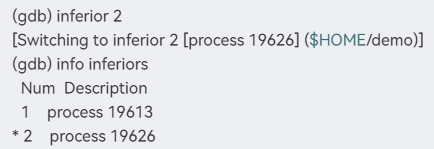 (gdb) inferior 2
[Switching to inferior 2 [process 19626] ($HOME/demo)]
(gdb) info inferiors
Num Description
1 process 19613
* 2 process 19626